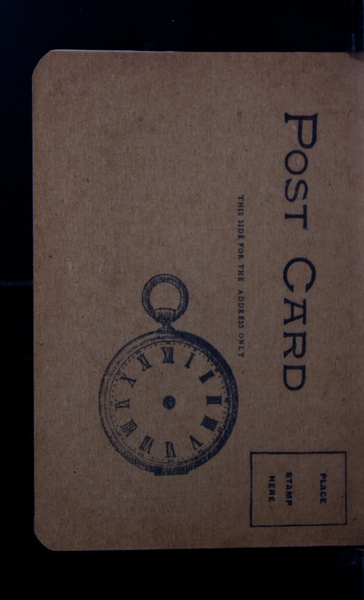 POST CARD
THIS SIDE FOR THE ADDRESS ONLY
PLACE
STAMP
HERE